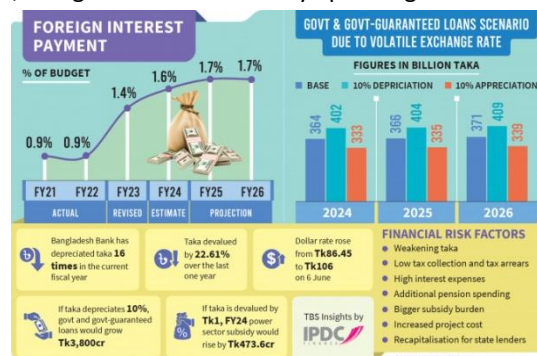 FOREIGN INTEREST
PAYMENT
% OF BUDGET
0.9%
0.9%
1.4%
1.6%
1.7%
1.7%
FY21
FY22
FY23
FY24
FY25
FY26
ACTUAL
REVISED
ESTIMATE
PROJECTION
GOVT & GOVT-GUARANTEED LOANS SCENARIO
DUE TO VOLATILE EXCHANGE RATE
FIGURES IN BILLION TAKA
BASE
10% DEPRICIATION
10% APPRECIATION
364
402
333
366
404
335
371
409
339
2024
2025
2026
Bangladesh Bank has
depreciated taka 16
times in the current
fiscal year
Taka devalued
by 22.61%
over the last
one year
Dollar rate rose
from Tk86.45
to Tk106
on 6 June
If taka depreciates 10%,
govt and govt-guaranteed
loans would grow
Tk3,800cr
If taka is devalued by
Tk1, FY24 power
sector subsidy would
rise by Tk473.6cr
TBS Insights by
IPDC
FINANCE
FINANCIAL RISK FACTORS
Weakening taka
Low tax collection and tax arrears
High interest expenses
Additional pension spending
Bigger subsidy burden
Increased project cost
Recapitalisation for state lenders